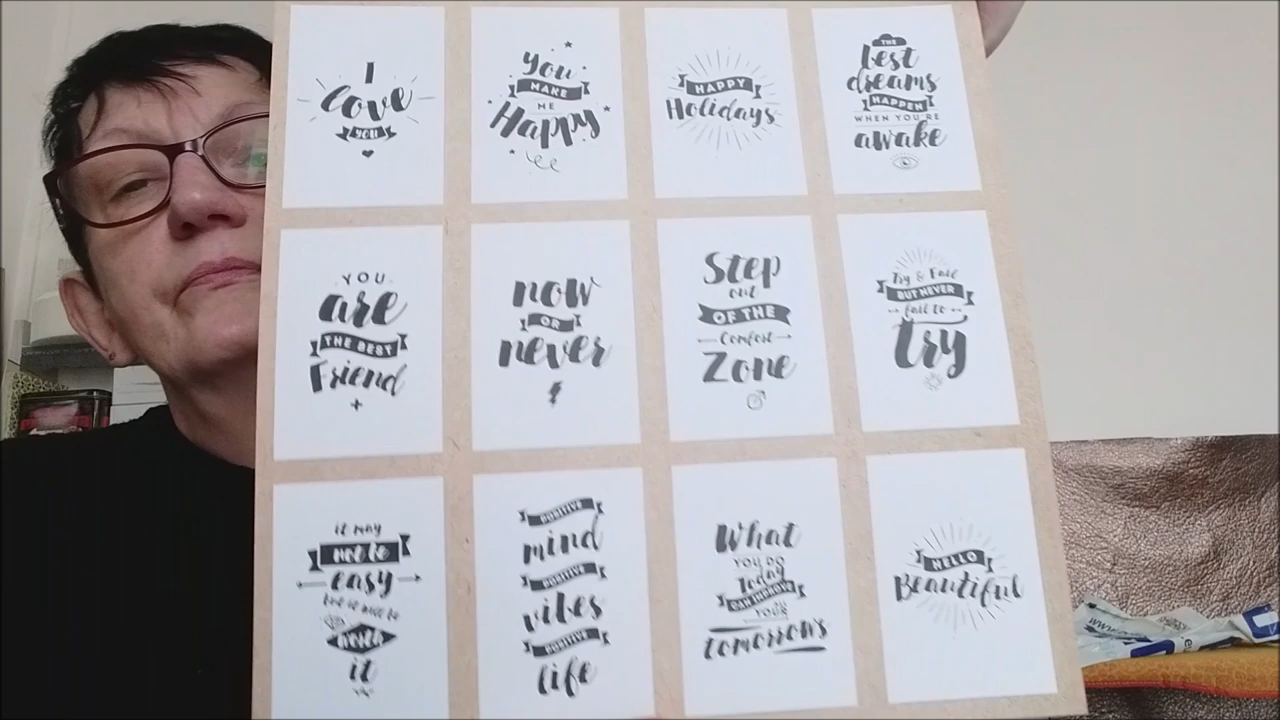 I
love
YOU
You
MAKE
ME
Happy
HAPPY
Holidays
THE
best
dreams
HAPPEN
WHEN YOU'RE
awake
YOU
are
THE BEST
Friend
now
OR
never
Step
out
OF THE
Comfort
Zone
Try & Fail
BUT NEVER
fail to
try
it may
not be
easy
but it will be
worth
it
POSITIVE
mind
POSITIVE
vibes
POSITIVE
life
What
YOU DO
Today
CAN IMPROVE
YOUR
tomorrows
HELLO
Beautiful
www